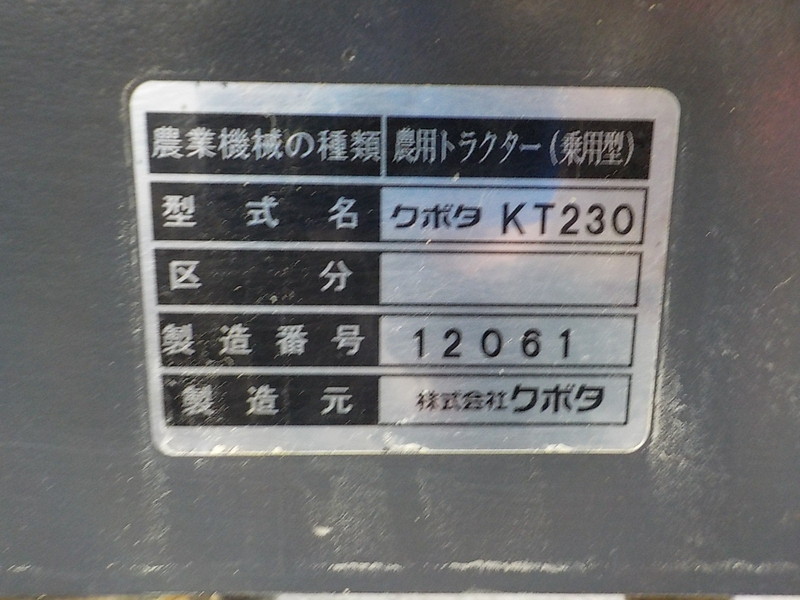 農業機械の種類 農用トラクター(乗用型)
型式名 クボタ KT230
区分
製造番号 12061
製造元 株式会社クボタ